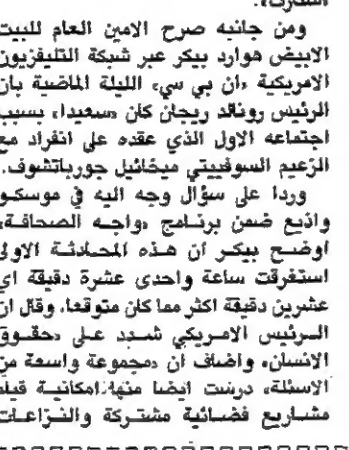 ومن جانبه صرح الامين العام للبيت
الابيض هوارد بيكر عبر شبكة التليفزيون
الامريكية «ان بي سي» الليلة الماضية بان
الرئيس رونالد ريجان كان «سعيدا» بسبب
اجتماعه الاول الذي عقده على انفراد مع
الزعيم السوفييتي ميخائيل جورباتشوف.
وردا على سؤال وجه اليه في موسكو
واذيع ضمن برنامج «واجه الصحافة»
اوضح بيكر ان هذه المحادثة الاولى
استغرقت ساعة واحدى عشرة دقيقة اي
عشرين دقيقة اكثر مما كان متوقعا. وقال ان
الرئيس الامريكي شدد على «حقوق
الانسان» واضاف ان «مجموعة واسعة من
الاسئلة» درست ايضا منها امكانية قيام
مشاريع فضائية مشتركة والنزاعات